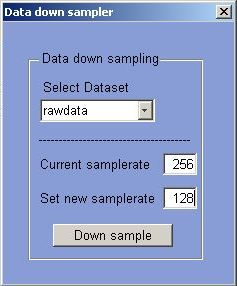 Data down sampler
Data down sampling
Select Dataset
rawdata
---------------------------------------
Current samplerate 256
Set new samplerate 128
Down sample